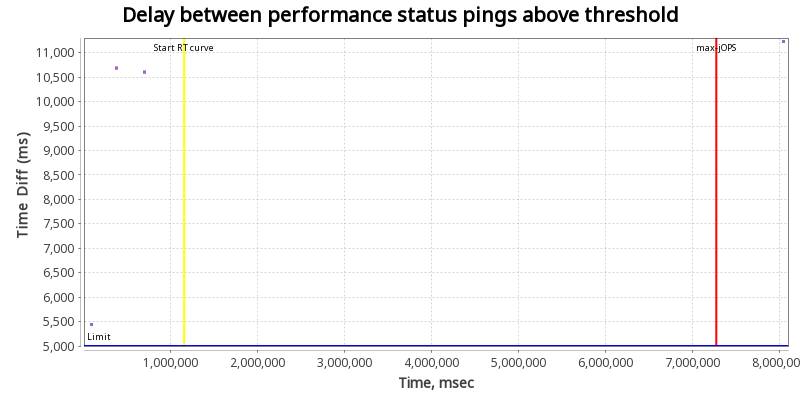 Delay between performance status pings above threshold
Start RT curve
max-jOPS
11,000
10,500
10,000
9,500
9,000
8,500
8,000
7,500
7,000
6,500
6,000
5,500
5,000
Time Diff (ms)
Limit
1,000,000 2,000,000 3,000,000 4,000,000 5,000,000 6,000,000 7,000,000 8,000,00
Time, msec